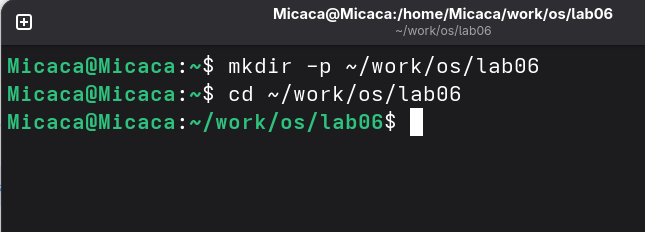 Micaca@Micaca:/home/Micaca/work/os/lab06
~/work/os/lab06
Micaca@Micaca:~$ mkdir -p ~/work/os/lab06
Micaca@Micaca:~$ cd ~/work/os/lab06
Micaca@Micaca:~/work/os/lab06$